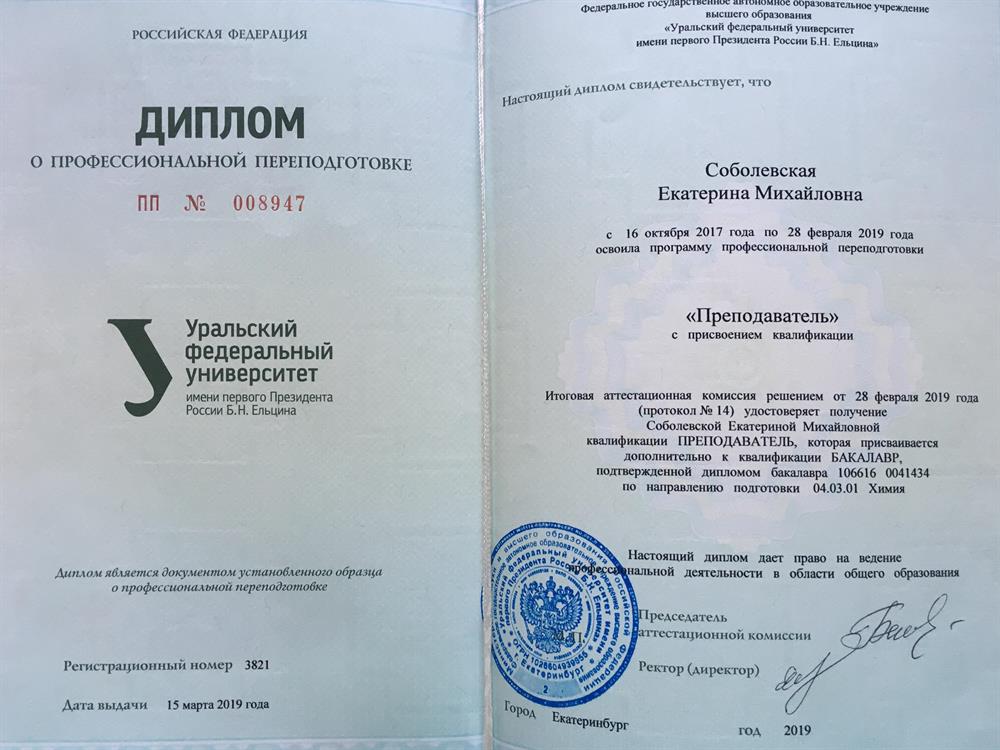 РОССИЙСКАЯ ФЕДЕРАЦИЯ
ДИПЛОМ
О ПРОФЕССИОНАЛЬНОЙ ПЕРЕПОДГОТОВКЕ
ПП № 008947
Уральский
федеральный
университет
имени первого Президента
России Б.Н. Ельцина
Диплом является документом установленного образца
о профессиональной переподготовке
Регистрационный номер 3821
Дата выдачи 15 марта 2019 года
Федеральное государственное автономное образовательное учреждение
высшего образования
«Уральский федеральный университет
имени первого Президента России Б.Н. Ельцина»
Настоящий диплом свидетельствует, что
Соболевская
Екатерина Михайловна
с 16 октября 2017 года по 28 февраля 2019 года
освоила программу профессиональной переподготовки
«Преподаватель»
с присвоением квалификации
Итоговая аттестационная комиссия решением от 28 февраля 2019 года
(протокол № 14) удостоверяет получение
Соболевской Екатериной Михайловной
квалификации ПРЕПОДАВАТЕЛЬ, которая присваивается
дополнительно к квалификации БАКАЛАВР,
подтвержденной дипломом бакалавра 106616 0041434
по направлению подготовки 04.03.01 Химия
Настоящий диплом дает право на ведение
профессиональной деятельности в области общего образования
Председатель
аттестационной комиссии
М.П.
Ректор (директор)
Город Екатеринбург
год 2019